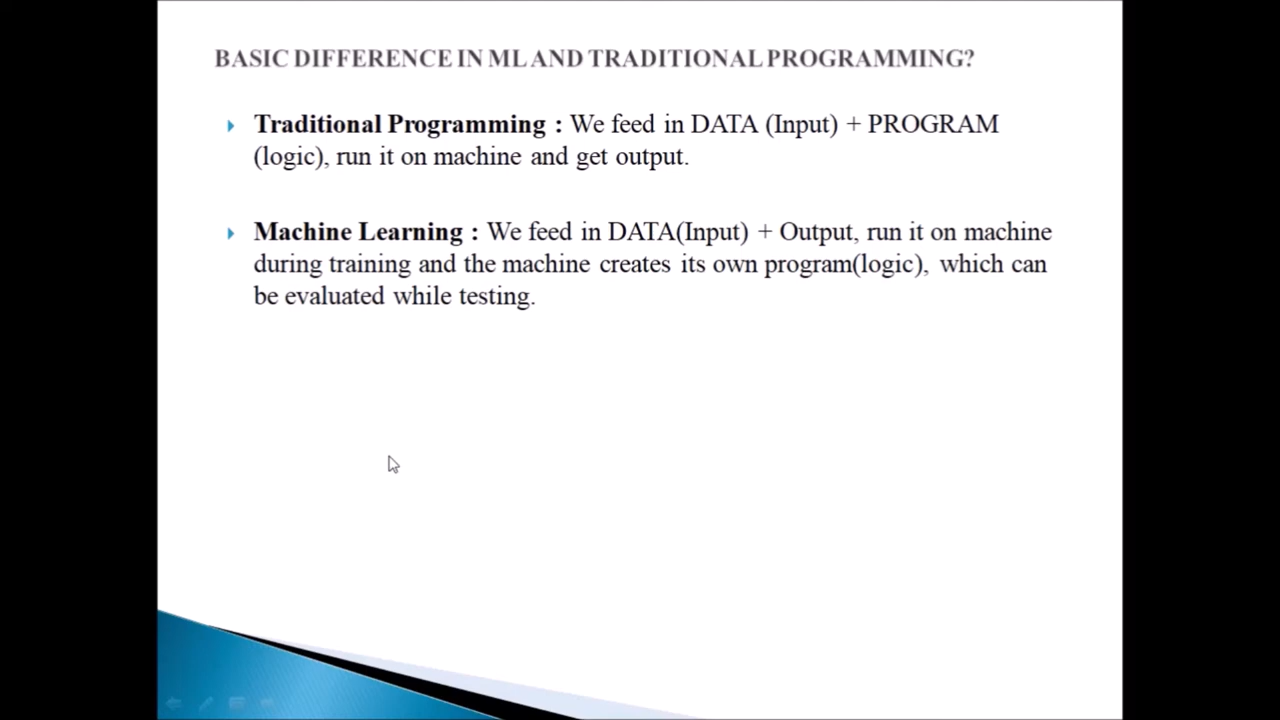 BASIC DIFFERENCE IN ML AND TRADITIONAL PROGRAMMING?
Traditional Programming : We feed in DATA (Input) + PROGRAM
(logic), run it on machine and get output.
Machine Learning : We feed in DATA(Input) + Output, run it on machine
during training and the machine creates its own program(logic), which can
be evaluated while testing.